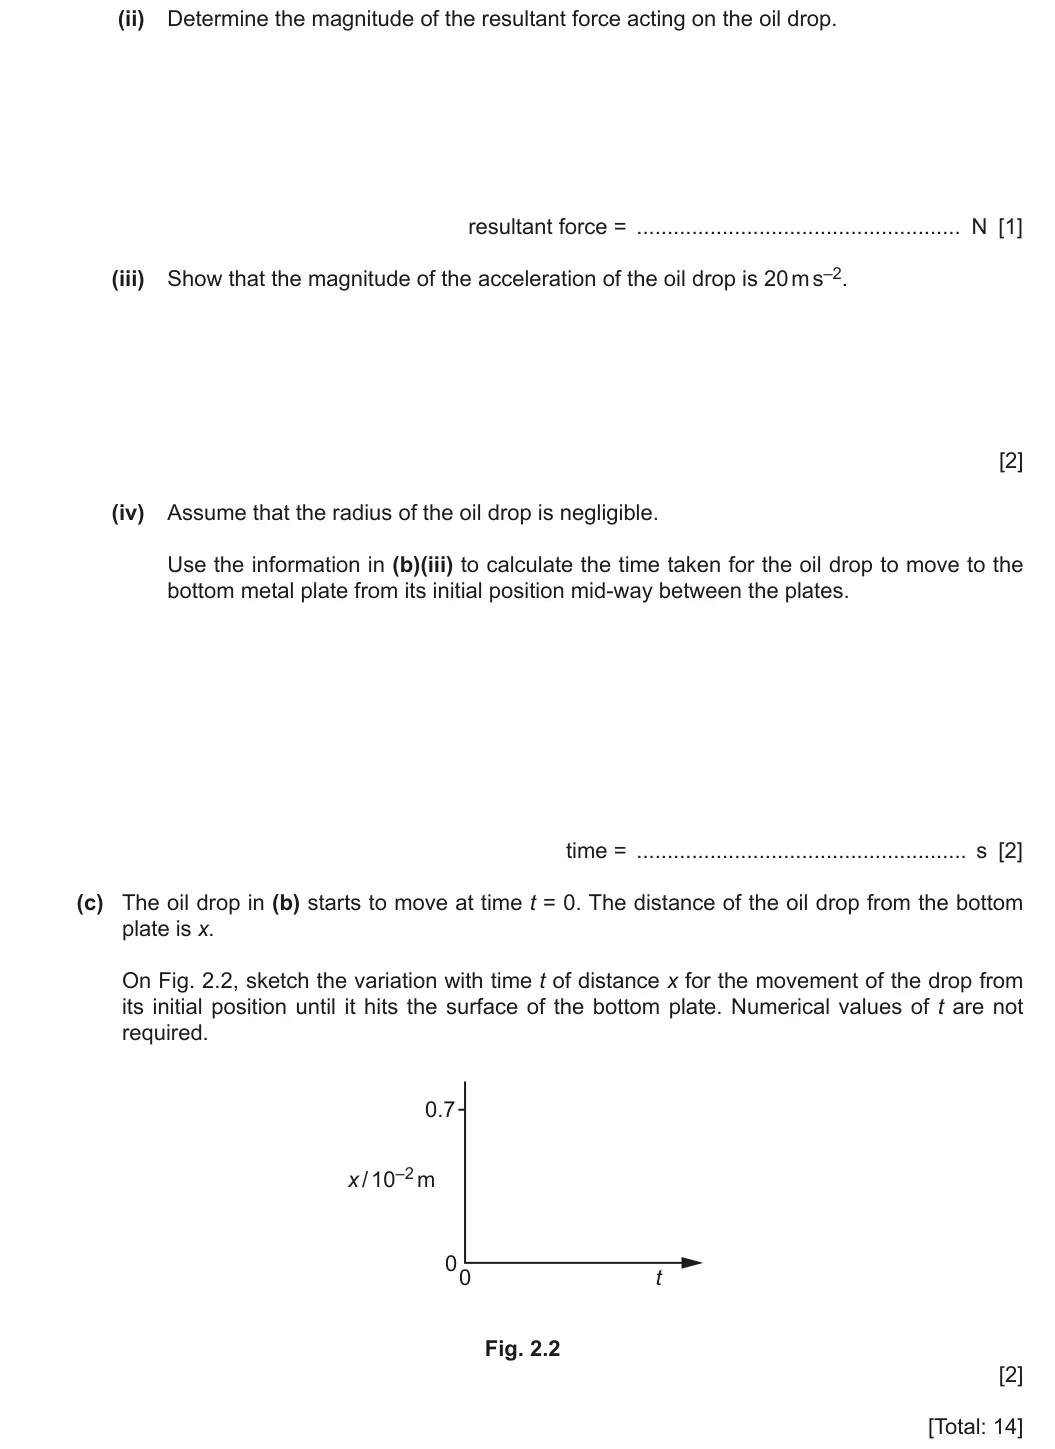 (ii) Determine the magnitude of the resultant force acting on the oil drop.
resultant force = ..................................................... N [1]
(iii) Show that the magnitude of the acceleration of the oil drop is 20 m s⁻².
[2]
(iv) Assume that the radius of the oil drop is negligible.
Use the information in (b)(iii) to calculate the time taken for the oil drop to move to the
bottom metal plate from its initial position mid-way between the plates.
time = ...................................................... s [2]
(c) The oil drop in (b) starts to move at time t = 0. The distance of the oil drop from the bottom
plate is x.
On Fig. 2.2, sketch the variation with time t of distance x for the movement of the drop from
its initial position until it hits the surface of the bottom plate. Numerical values of t are not
required.
0.7
x / 10⁻² m
0
0 t
Fig. 2.2
[2]
[Total: 14]